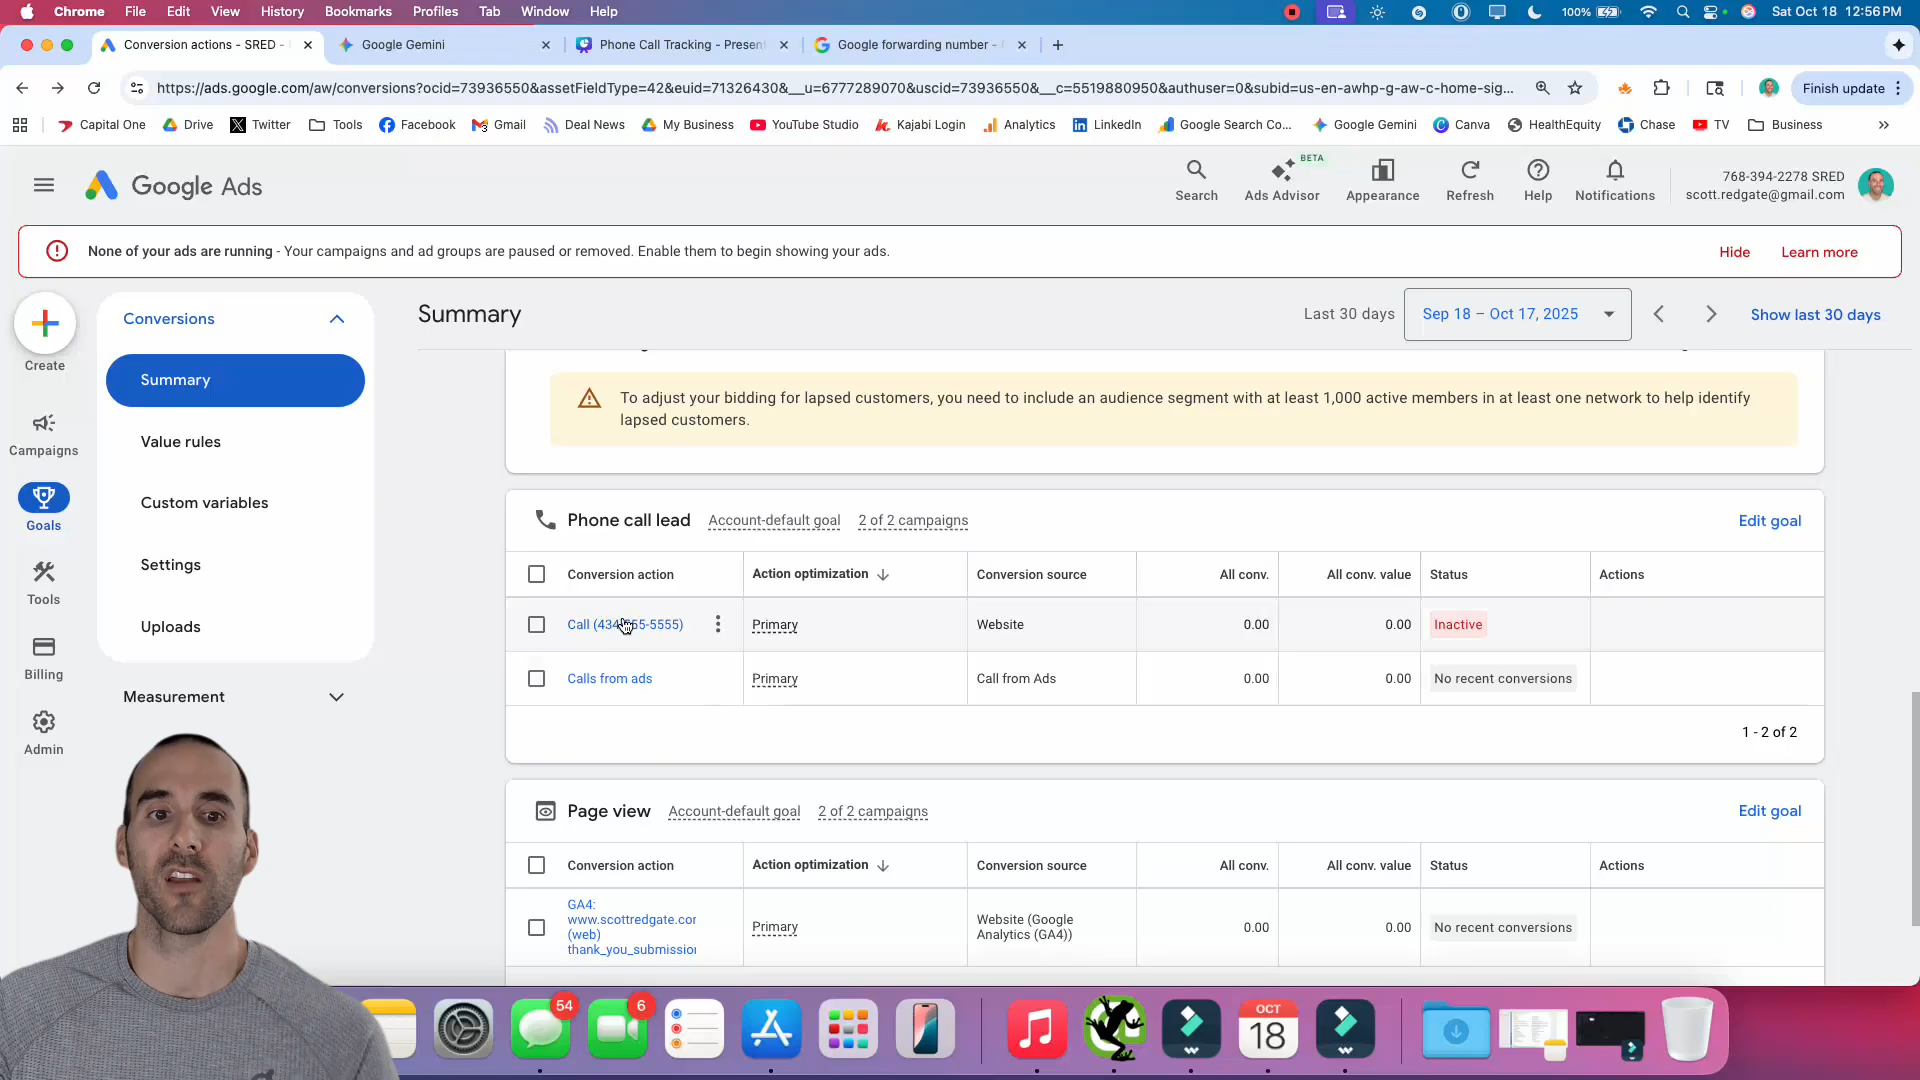 Chrome File Edit View History Bookmarks Profiles Tab Window Help 100% Sat Oct 18 12:56PM
Conversion actions - SRED - Google Gemini Phone Call Tracking - Presen Google forwarding number -
https://ads.google.com/aw/conversions?ocid=73936550&assetFieldType=42&euid=71326430&__u=6777289070&uscid=73936550&__c=5519880950&authuser=0&subid=us-en-awhp-g-aw-c-home-sig... Finish update
Capital One Drive Twitter Tools Facebook Gmail Deal News My Business YouTube Studio Kajabi Login Analytics LinkedIn Google Search Co... Google Gemini Canva HealthEquity Chase TV Business
Google Ads
BETA
Search Ads Advisor Appearance Refresh Help Notifications
768-394-2278 SRED
scott.redgate@gmail.com
None of your ads are running - Your campaigns and ad groups are paused or removed. Enable them to begin showing your ads. Hide Learn more
Create
Campaigns
Goals
Tools
Billing
Admin
Conversions
Summary
Value rules
Custom variables
Settings
Uploads
Measurement
Summary Last 30 days Sep 18 – Oct 17, 2025 Show last 30 days
To adjust your bidding for lapsed customers, you need to include an audience segment with at least 1,000 active members in at least one network to help identify
lapsed customers.
Phone call lead Account-default goal 2 of 2 campaigns Edit goal
Conversion action Action optimization Conversion source All conv. All conv. value Status Actions
Call (434 55-5555) Primary Website 0.00 0.00 Inactive
Calls from ads Primary Call from Ads 0.00 0.00 No recent conversions
1 - 2 of 2
Page view Account-default goal 2 of 2 campaigns Edit goal
Conversion action Action optimization Conversion source All conv. All conv. value Status Actions
GA4:
www.scottredgate.cor
(web)
thank_you_submission
Primary
Website (Google
Analytics (GA4))
0.00 0.00 No recent conversions
54 6 OCT
18